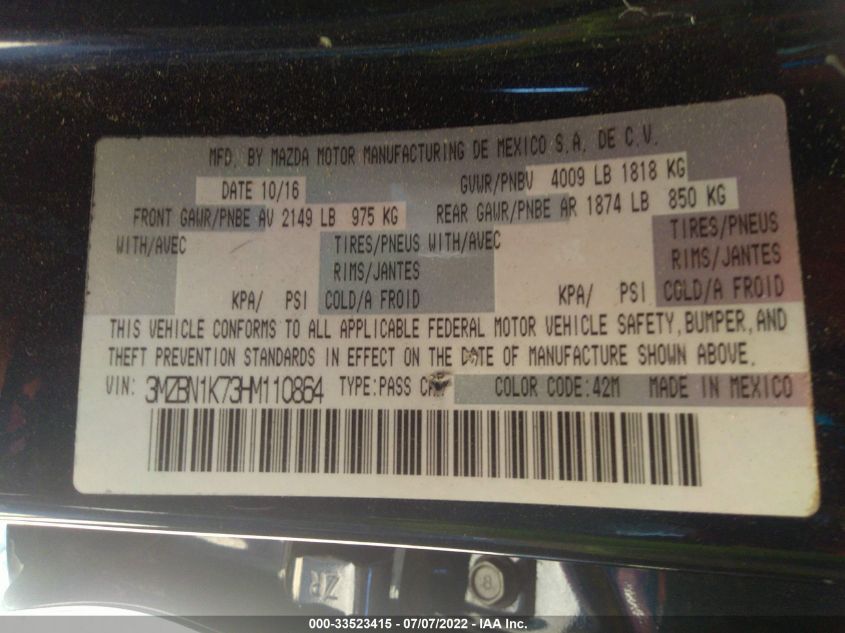 MFD. BY MAZDA MOTOR MANUFACTURING DE MEXICO S.A. DE C.V.
DATE 10/16 GVWR/PNBV 4009 LB 1818 KG
FRONT GAWR/PNBE AV 2149 LB 975 KG REAR GAWR/PNBE AR 1874 LB 850 KG
WITH/AVEC TIRES/PNEUS WITH/AVEC TIRES/PNEUS
RIMS/JANTES RIMS/JANTES
KPA/ PSI COLD/A FROID KPA/ PSI COLD/A FROID
THIS VEHICLE CONFORMS TO ALL APPLICABLE FEDERAL MOTOR VEHICLE SAFETY, BUMPER, AND
THEFT PREVENTION STANDARDS IN EFFECT ON THE DATE OF MANUFACTURE SHOWN ABOVE.
VIN: 3MZBN1K73HM110864 TYPE:PASS CAR COLOR CODE:42M MADE IN MEXICO
ZR 8
000-33523415 - 07/07/2022 - IAA Inc.